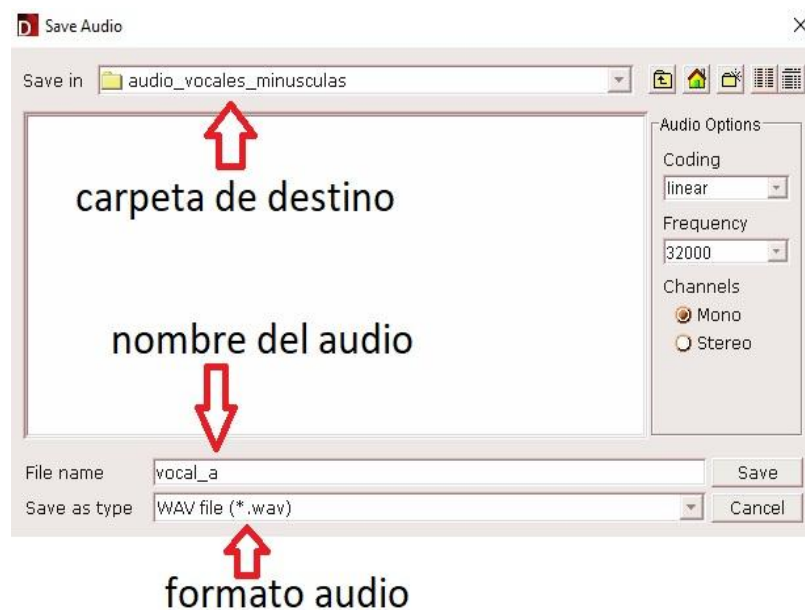 D Save Audio
Save in audio_vocales_minusculas
Audio Options
Coding
linear
carpeta de destino
Frequency
32000
Channels
Mono
nombre del audio
Stereo
File name vocal_a Save
Save as type WAV file (*.wav) Cancel
formato audio